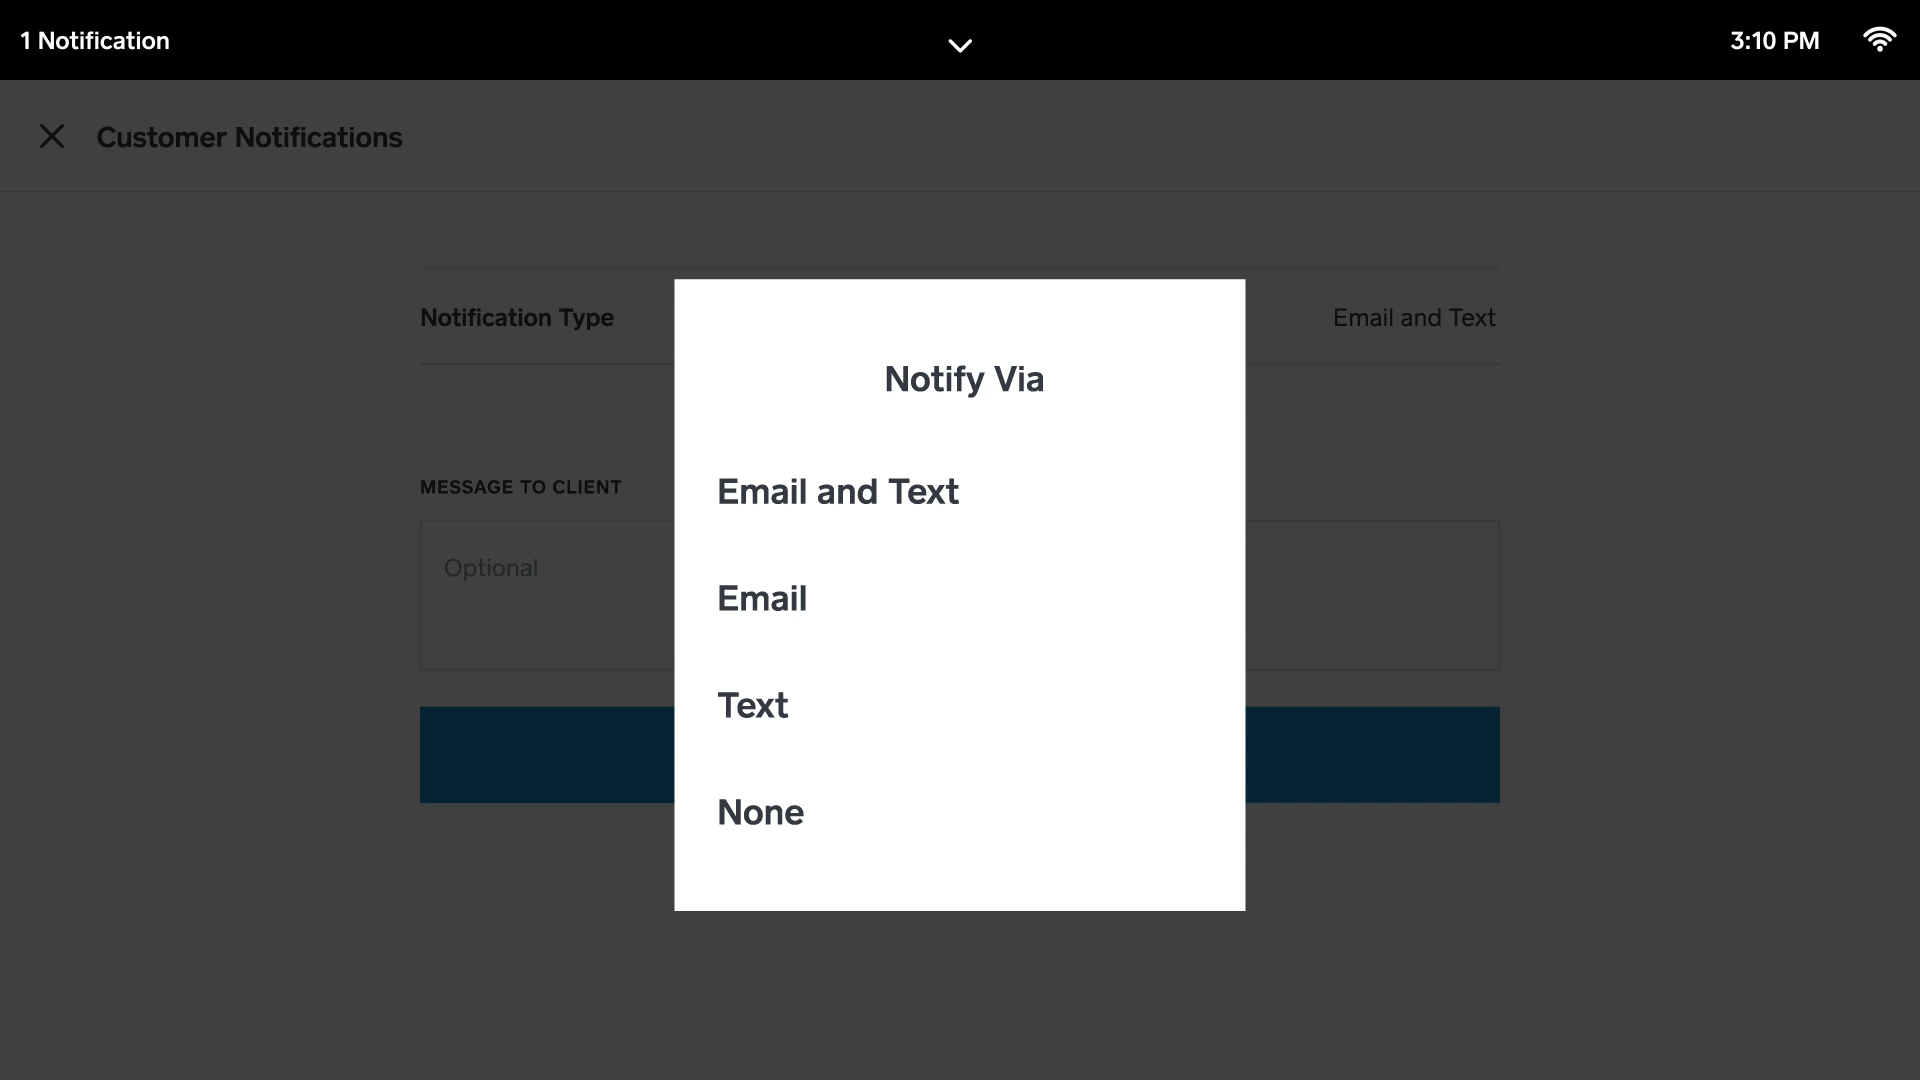 1 Notification
3:10 PM
Customer Notifications
Notification Type
Email and Text
Notify Via
Email and Text
Email
Text
None
MESSAGE TO CLIENT
Optional